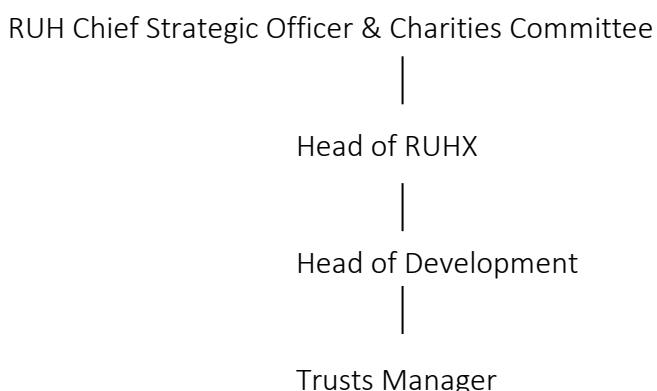 RUH Chief Strategic Officer & Charities Committee
Head of RUHX
Head of Development
Trusts Manager